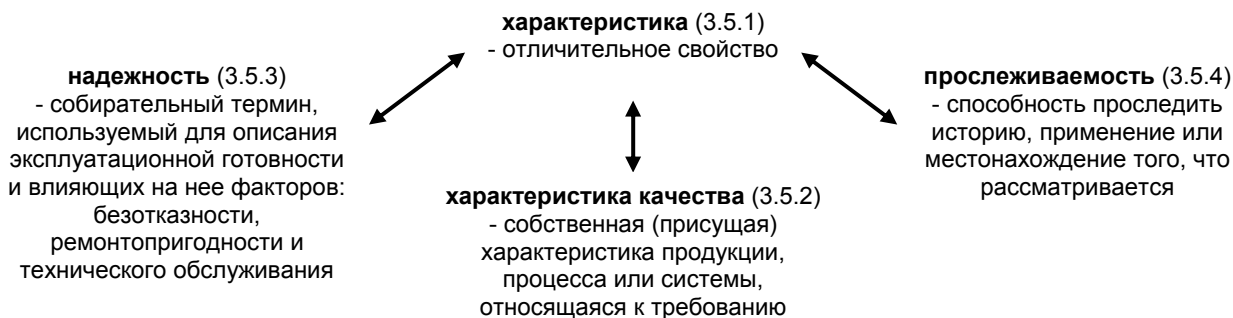 характеристика (3.5.1)
- отличительное свойство
надежность (3.5.3)
- собирательный термин,
используемый для описания
эксплуатационной готовности
и влияющих на нее факторов:
безотказности,
ремонтопригодности и
технического обслуживания
характеристика качества (3.5.2)
- собственная (присущая)
характеристика продукции,
процесса или системы,
относящаяся к требованию
прослеживаемость (3.5.4)
- способность проследить
историю, применение или
местонахождение того, что
рассматривается